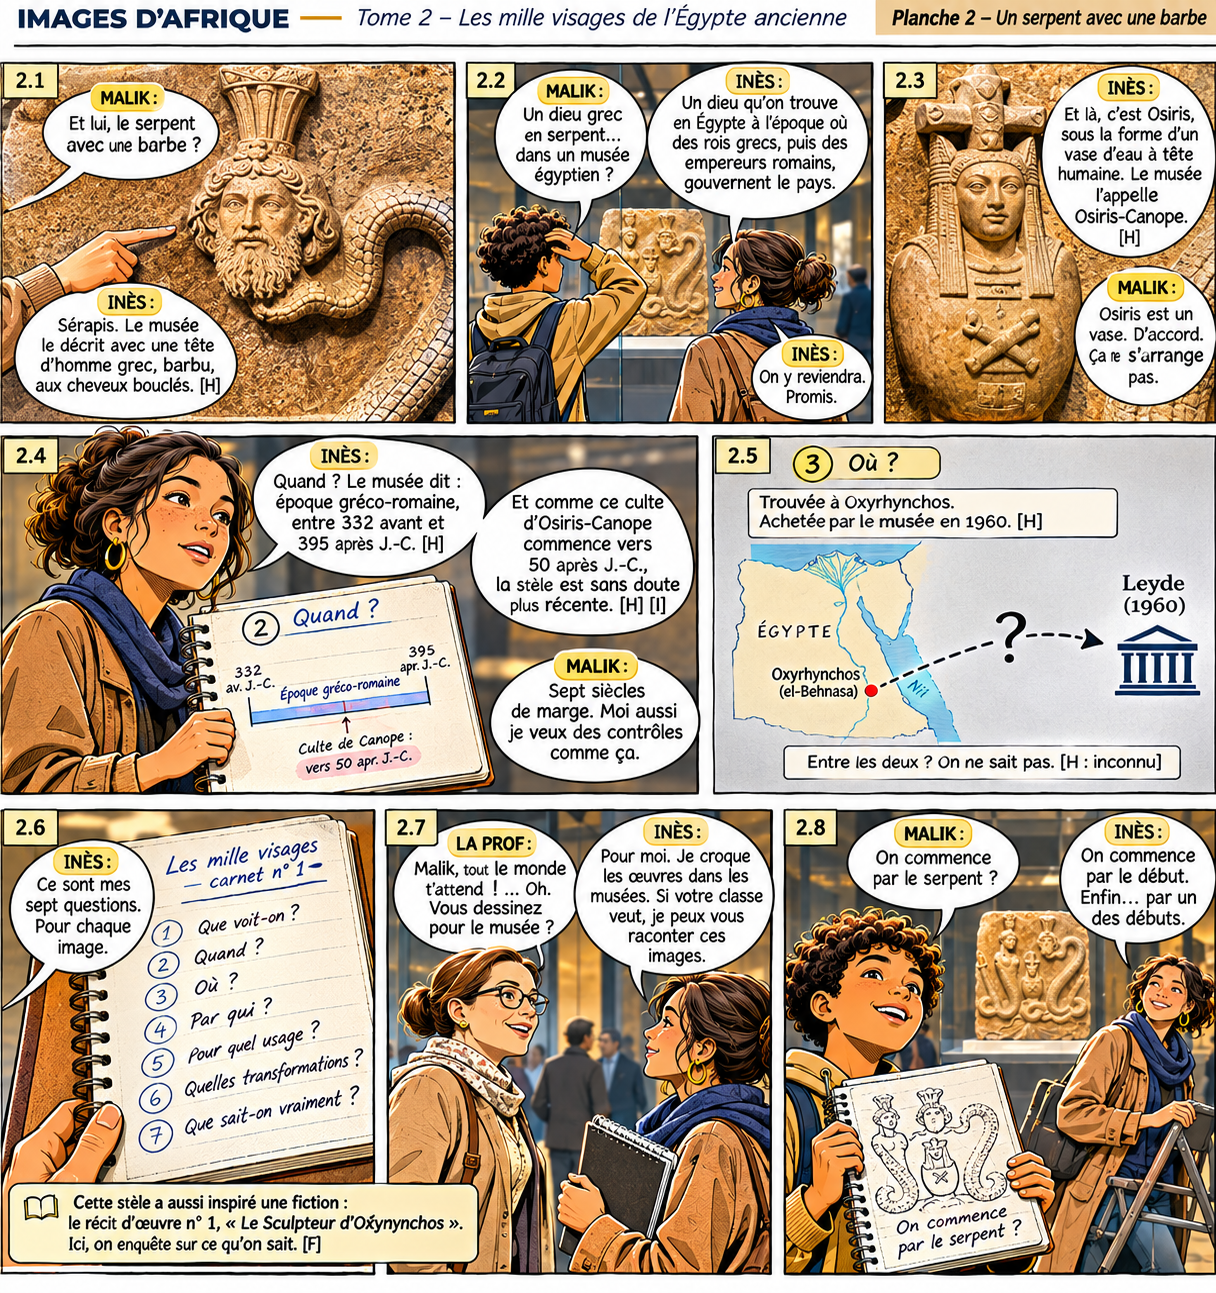 IMAGES D'AFRIQUE — Tome 2 – Les mille visages de l'Égypte ancienne
Planche 2 – Un serpent avec une barbe
2.1
MALIK :
Et lui, le serpent
avec une barbe ?
INÈS :
Sérapis. Le musée
le décrit avec une tête
d'homme grec, barbu,
aux cheveux bouclés. [H]
2.2
MALIK :
Un dieu grec
en serpent...
dans un musée
égyptien ?
INÈS :
Un dieu qu'on trouve
en Égypte à l'époque où
des rois grecs, puis des
empereurs romains,
gouvernent le pays.
INÈS :
On y reviendra.
Promis.
2.3
INÈS :
Et là, c'est Osiris,
sous la forme d'un
vase d'eau à tête
humaine. Le musée
l'appelle
Osiris-Canope.
[H]
MALIK :
Osiris est un
vase. D'accord.
Ça ne s'arrange
pas.
2.4
INÈS :
Quand ? Le musée dit :
époque gréco-romaine,
entre 332 avant et
395 après J.-C. [H]
Et comme ce culte
d'Osiris-Canope
commence vers
50 après J.-C.,
la stèle est sans doute
plus récente. [H] [I]
MALIK :
Sept siècles
de marge. Moi aussi
je veux des contrôles
comme ça.
2 Quand ?
332
av. J.-C.
Époque gréco-romaine
395
apr. J.-C.
Culte de Canope :
vers 50 apr. J.-C.
2.5
3 Où ?
Trouvée à Oxyrhynchos.
Achetée par le musée en 1960. [H]
ÉGYPTE
Oxyrhynchos
(el-Behnasa)
Nil
?
Leyde
(1960)
Entre les deux ? On ne sait pas. [H : inconnu]
2.6
INÈS :
Ce sont mes
sept questions.
Pour chaque
image.
Les mille visages
— carnet n° 1 –
1 Que voit-on ?
2 Quand ?
3 Où ?
4 Par qui ?
5 Pour quel usage ?
6 Quelles transformations ?
7 Que sait-on vraiment ?
Cette stèle a aussi inspiré une fiction :
le récit d'œuvre n° 1, « Le Sculpteur d'Oxynynchos ».
Ici, on enquête sur ce qu'on sait. [F]
2.7
LA PROF :
Malik, tout le monde
t'attend ! ... Oh.
Vous dessinez
pour le musée ?
INÈS :
Pour moi. Je croque
les œuvres dans les
musées. Si votre classe
veut, je peux vous
raconter ces
images.
2.8
MALIK :
On commence
par le serpent ?
INÈS :
On commence
par le début.
Enfin... par un
des débuts.
On commence
par le serpent ?